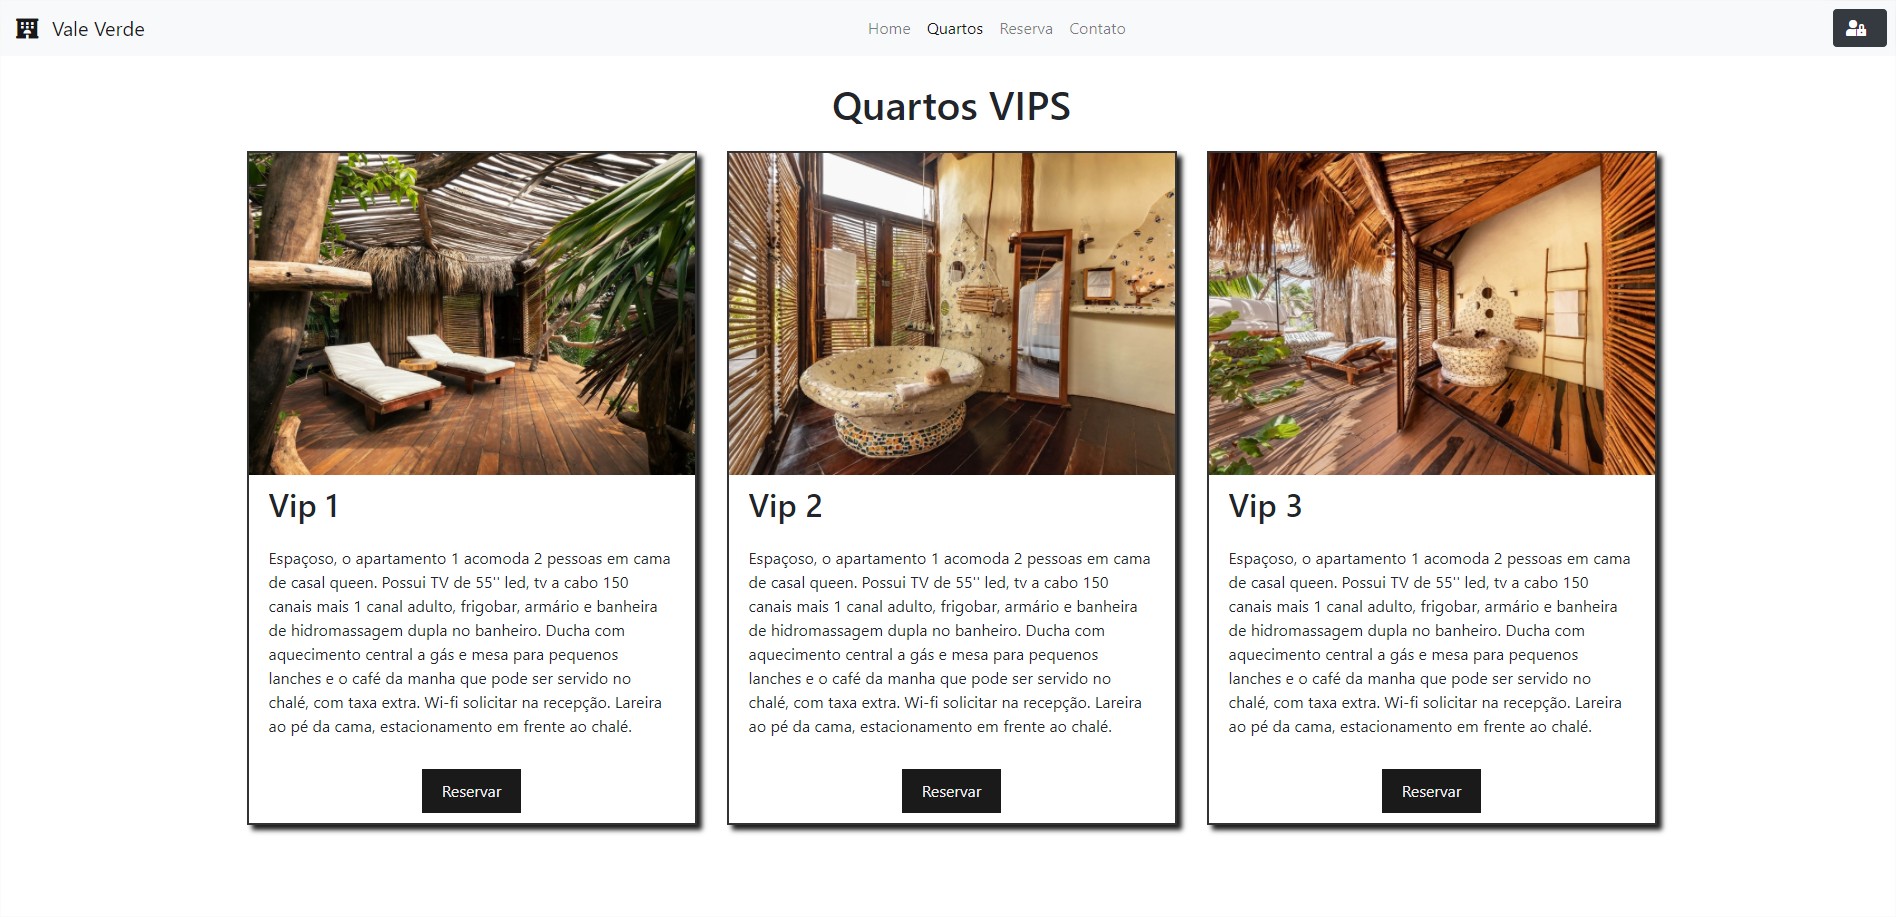 Vale Verde
Home Quartos Reserva Contato
Quartos VIPS
Vip 1
Espaçoso, o apartamento 1 acomoda 2 pessoas em cama
de casal queen. Possui TV de 55'' led, tv a cabo 150
canais mais 1 canal adulto, frigobar, armário e banheira
de hidromassagem dupla no banheiro. Ducha com
aquecimento central a gás e mesa para pequenos
lanches e o café da manha que pode ser servido no
chalé, com taxa extra. Wi-fi solicitar na recepção. Lareira
ao pé da cama, estacionamento em frente ao chalé.
Reservar
Vip 2
Espaçoso, o apartamento 1 acomoda 2 pessoas em cama
de casal queen. Possui TV de 55'' led, tv a cabo 150
canais mais 1 canal adulto, frigobar, armário e banheira
de hidromassagem dupla no banheiro. Ducha com
aquecimento central a gás e mesa para pequenos
lanches e o café da manha que pode ser servido no
chalé, com taxa extra. Wi-fi solicitar na recepção. Lareira
ao pé da cama, estacionamento em frente ao chalé.
Reservar
Vip 3
Espaçoso, o apartamento 1 acomoda 2 pessoas em cama
de casal queen. Possui TV de 55'' led, tv a cabo 150
canais mais 1 canal adulto, frigobar, armário e banheira
de hidromassagem dupla no banheiro. Ducha com
aquecimento central a gás e mesa para pequenos
lanches e o café da manha que pode ser servido no
chalé, com taxa extra. Wi-fi solicitar na recepção. Lareira
ao pé da cama, estacionamento em frente ao chalé.
Reservar